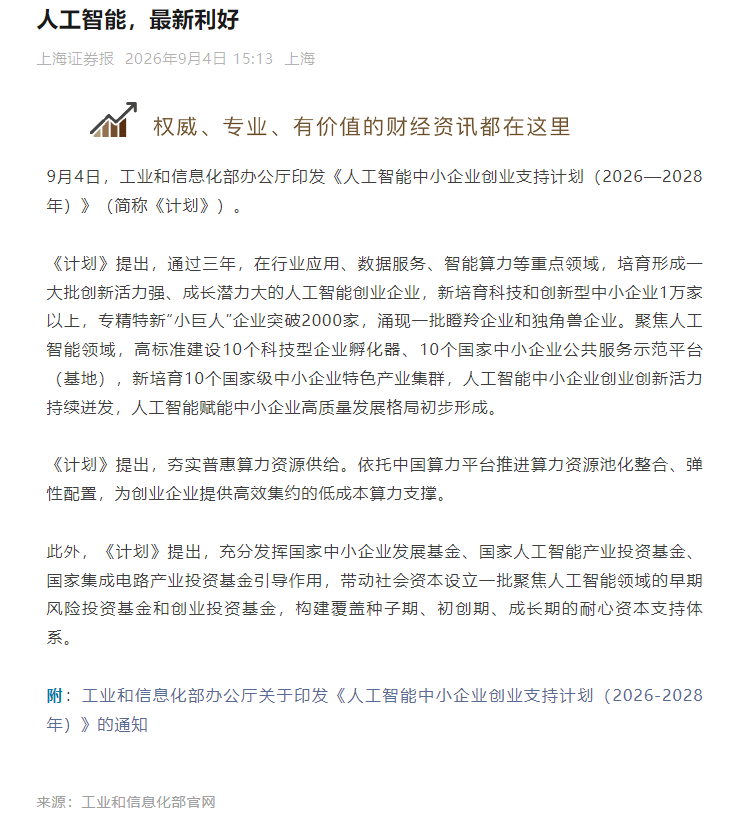 人工智能，最新利好
上海证券报 2026年9月4日 15:13 上海
权威、专业、有价值的财经资讯都在这里
9月4日，工业和信息化部办公厅印发《人工智能中小企业创业支持计划（2026—2028
年）》（简称《计划》）。
《计划》提出，通过三年，在行业应用、数据服务、智能算力等重点领域，培育形成一
大批创新活力强、成长潜力大的人工智能创业企业，新培育科技和创新型中小企业1万家
以上，专精特新“小巨人”企业突破2000家，涌现一批瞪羚企业和独角兽企业。聚焦人工
智能领域，高标准建设10个科技型企业孵化器、10个国家中小企业公共服务示范平台
（基地），新培育10个国家级中小企业特色产业集群，人工智能中小企业创业创新活力
持续迸发，人工智能赋能中小企业高质量发展格局初步形成。
《计划》提出，夯实普惠算力资源供给。依托中国算力平台推进算力资源池化整合、弹
性配置，为创业企业提供高效集约的低成本算力支撑。
此外，《计划》提出，充分发挥国家中小企业发展基金、国家人工智能产业投资基金、
国家集成电路产业投资基金引导作用，带动社会资本设立一批聚焦人工智能领域的早期
风险投资基金和创业投资基金，构建覆盖种子期、初创期、成长期的耐心资本支持体
系。
附：工业和信息化部办公厅关于印发《人工智能中小企业创业支持计划（2026-2028
年）》的通知
来源：工业和信息化部官网